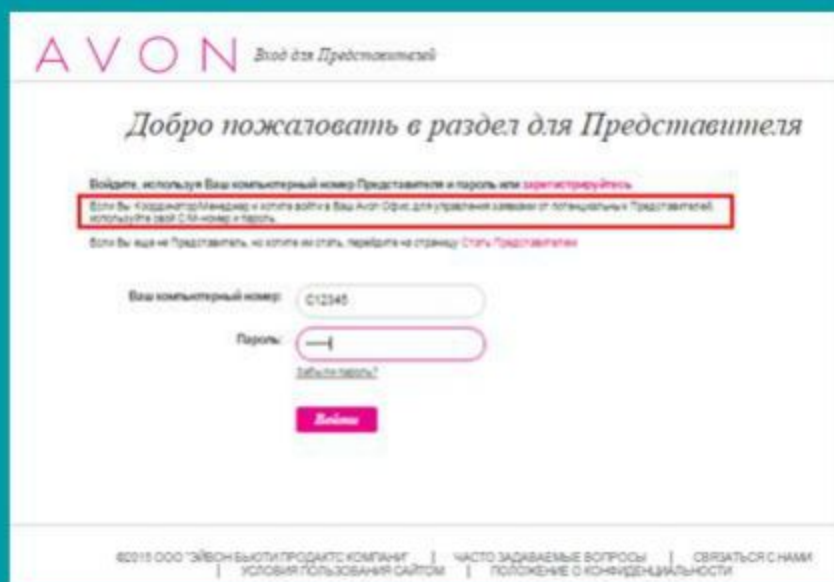 AVON Вход для Представителей
Добро пожаловать в раздел для Представителя
Войдите, используя Ваш компьютерный номер Представителя и пароль или зарегистрируйтесь
Если Вы Координатор/Менеджер и хотите войти в Ваш Avon Офис для управления заявками от потенциальных Представителей,
используйте свой С/М-номер и пароль.
Если Вы еще не Представитель, но хотите им стать, перейдите на страницу Стать Представителем
Ваш компьютерный номер: C12345
Пароль:
Забыли пароль?
Войти
©2015 ООО "ЭЙВОН БЬЮТИ ПРОДАКТС КОМПАНИ" | ЧАСТО ЗАДАВАЕМЫЕ ВОПРОСЫ | СВЯЗАТЬСЯ С НАМИ
| УСЛОВИЯ ПОЛЬЗОВАНИЯ САЙТОМ | ПОЛОЖЕНИЕ О КОНФИДЕНЦИАЛЬНОСТИ